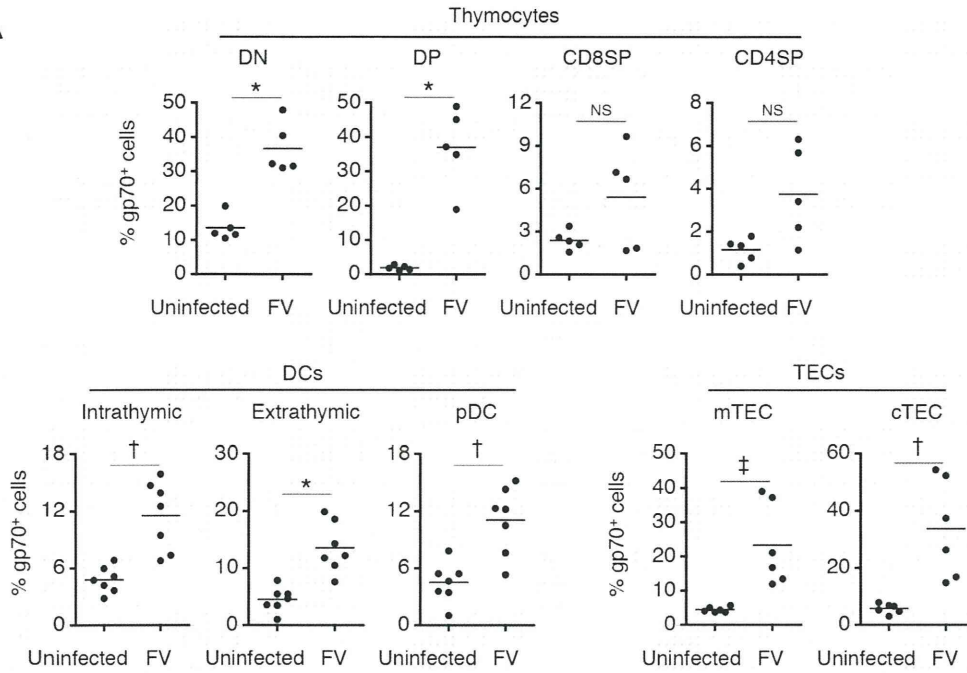 A
Thymocytes
DN DP CD8SP CD4SP
* * NS NS
% gp70⁺ cells
50 40 30 20 10 0
50 40 30 20 10 0
12 9 6 3 0
8 6 4 2 0
Uninfected FV Uninfected FV Uninfected FV Uninfected FV
DCs TECs
Intrathymic Extrathymic pDC mTEC cTEC
† * † ‡ †
% gp70⁺ cells
18 12 6 0
30 20 10 0
18 12 6 0
% gp70⁺ cells
50 40 30 20 10 0
60 40 20 0
Uninfected FV Uninfected FV Uninfected FV Uninfected FV Uninfected FV